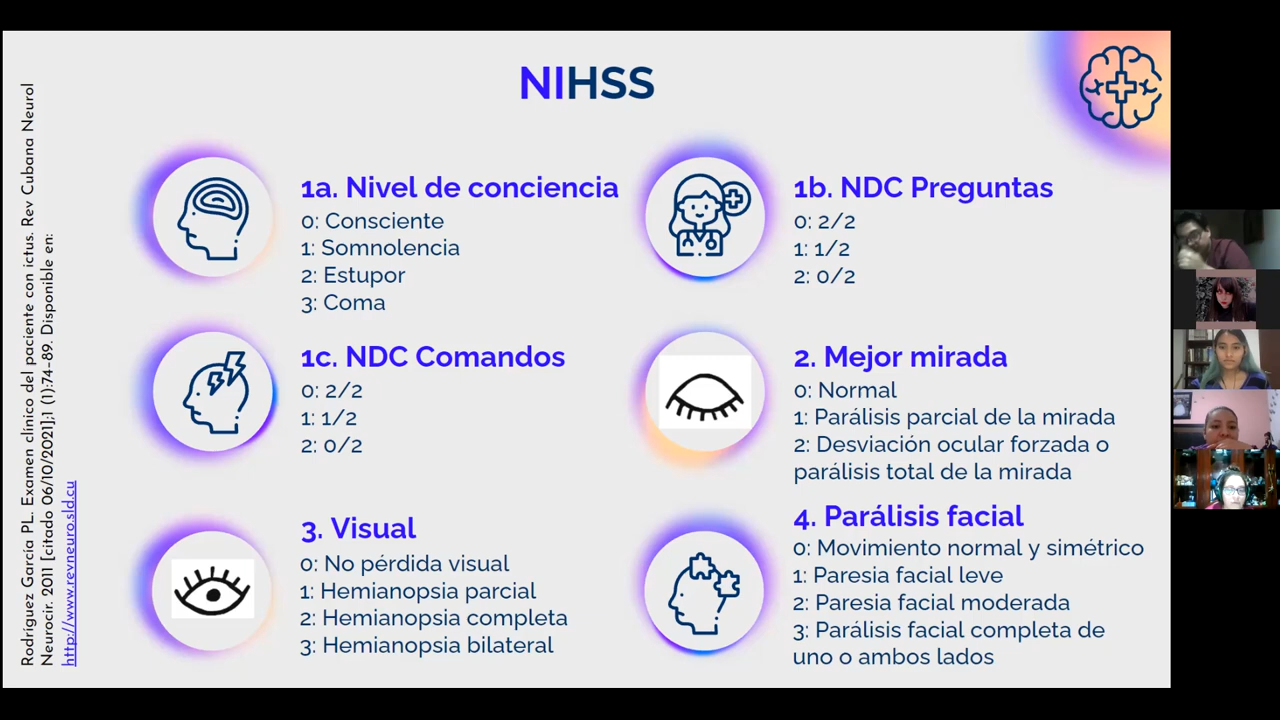 NIHSS
1a. Nivel de conciencia
0: Consciente
1: Somnolencia
2: Estupor
3: Coma
1b. NDC Preguntas
0: 2/2
1: 1/2
2: 0/2
1c. NDC Comandos
0: 2/2
1: 1/2
2: 0/2
2. Mejor mirada
0: Normal
1: Parálisis parcial de la mirada
2: Desviación ocular forzada o
parálisis total de la mirada
3. Visual
0: No pérdida visual
1: Hemianopsia parcial
2: Hemianopsia completa
3: Hemianopsia bilateral
4. Parálisis facial
0: Movimiento normal y simétrico
1: Paresia facial leve
2: Paresia facial moderada
3: Parálisis facial completa de
uno o ambos lados
Rodríguez García PL. Examen clínico del paciente con ictus. Rev Cubana Neurol
Neurocir. 2011 [citado 06/10/2021];1 (1):74-89. Disponible en:
http://www.revneuro.sld.cu